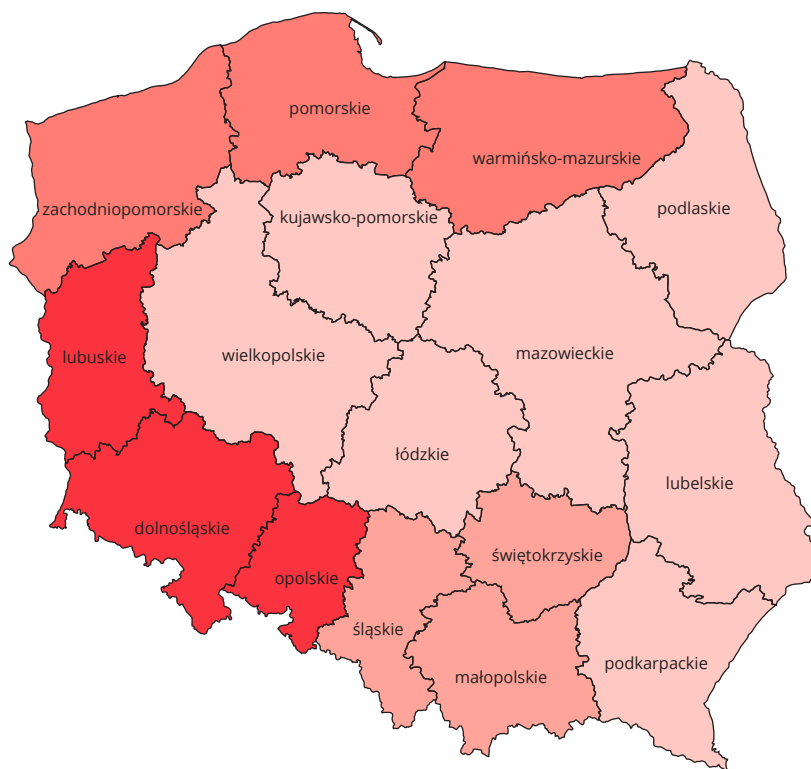 pomorskie
warmińsko-mazurskie
zachodniopomorskie
kujawsko-pomorskie
podlaskie
lubuskie
wielkopolskie
mazowieckie
łódzkie
lubelskie
dolnośląskie
opolskie
świętokrzyskie
śląskie
małopolskie
podkarpackie